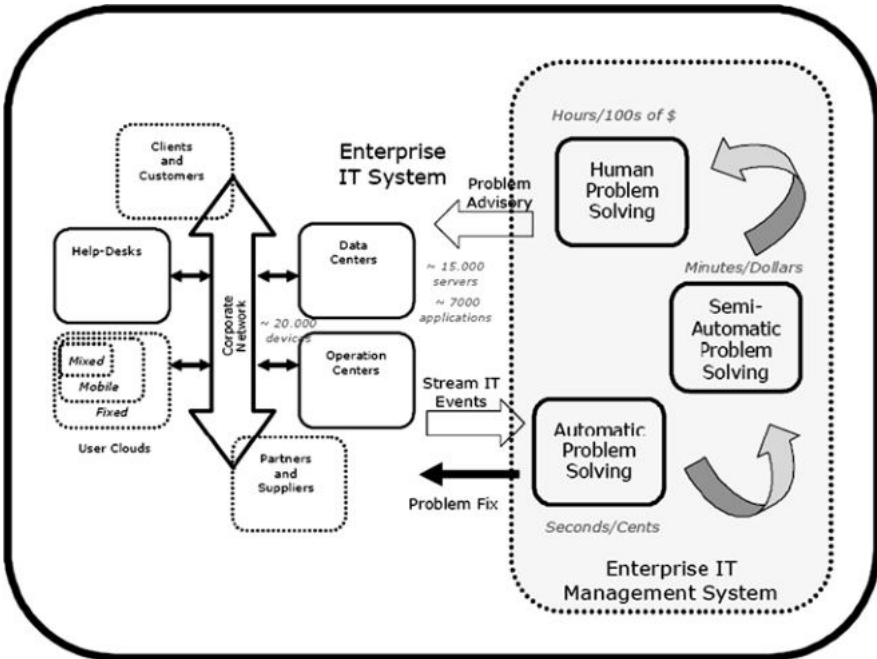 Hours/100s of $
Clients
and
Customers
Enterprise
IT System
Human
Problem
Solving
Problem
Advisory
Help-Desks
Data
Centers
~ 15.000
servers
~ 7000
applications
Minutes/Dollars
Corporate
Network
~ 20.000
devices
Semi-
Automatic
Problem
Solving
Mixed
Mobile
Fixed
User Clouds
Operation
Centers
Stream IT
Events
Automatic
Problem
Solving
Partners
and
Suppliers
Problem Fix
Seconds/Cents
Enterprise IT
Management System